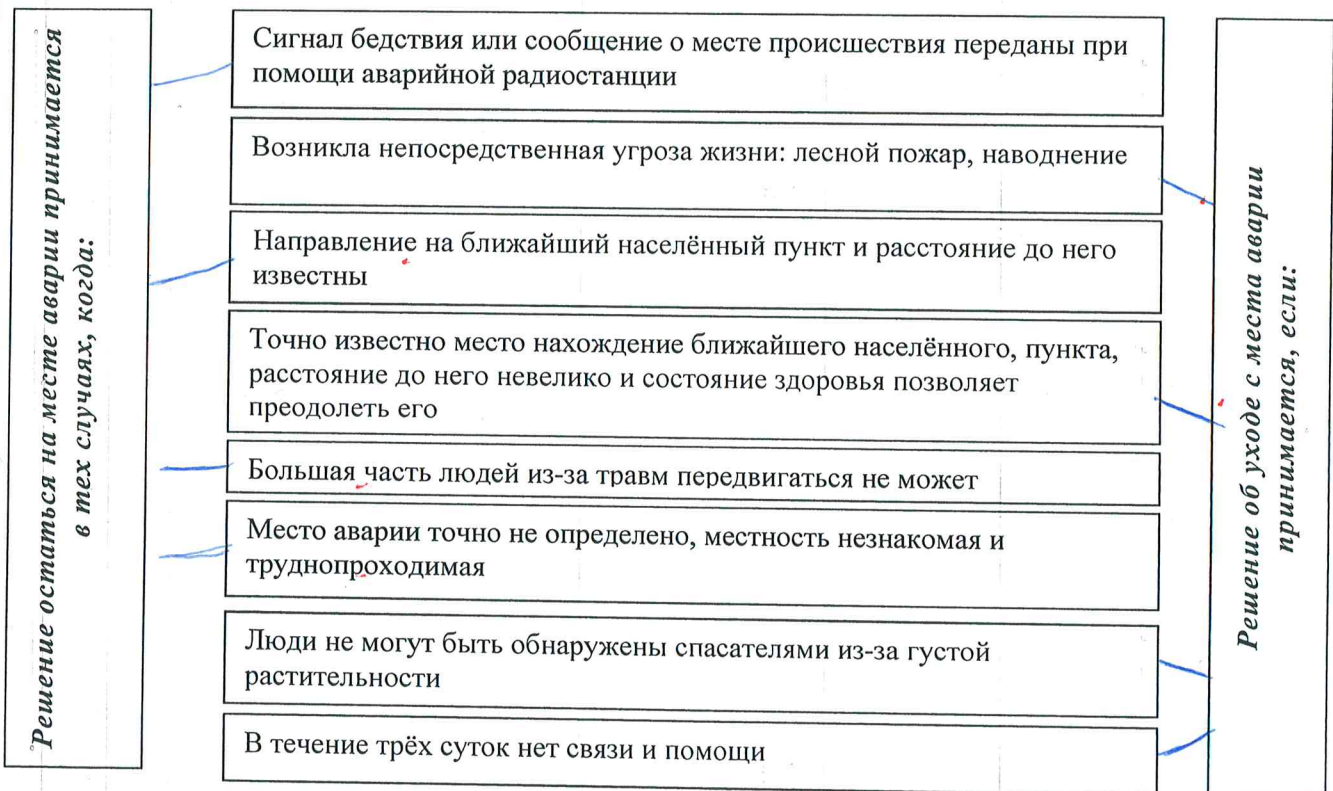 Решение остаться на месте аварии принимается
в тех случаях, когда:
Сигнал бедствия или сообщение о месте происшествия переданы при
помощи аварийной радиостанции
Возникла непосредственная угроза жизни: лесной пожар, наводнение
Направление на ближайший населённый пункт и расстояние до него
известны
Точно известно место нахождение ближайшего населённого, пункта,
расстояние до него невелико и состояние здоровья позволяет
преодолеть его
Большая часть людей из-за травм передвигаться не может
Место аварии точно не определено, местность незнакомая и
труднопроходимая
Люди не могут быть обнаружены спасателями из-за густой
растительности
В течение трёх суток нет связи и помощи
Решение об уходе с места аварии
принимается, если: